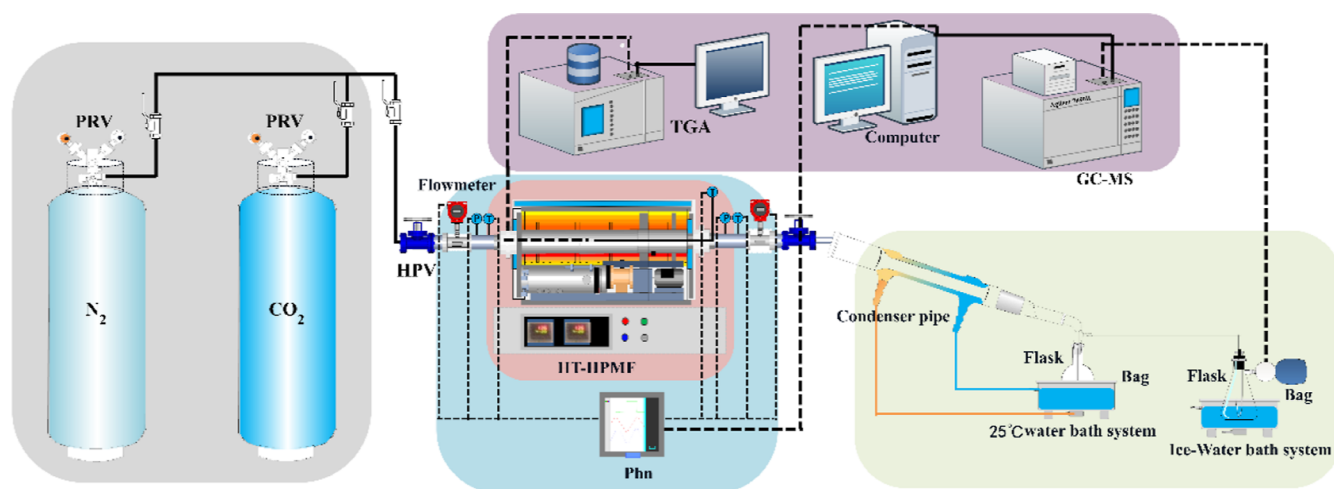 PRV
PRV
N2
CO2
TGA
Computer
GC-MS
Flowmeter
P
T
T
P
T
HPV
HT-HPMF
Phn
Condenser pipe
Flask
Bag
25℃water bath system
Flask
Bag
Ice-Water bath system